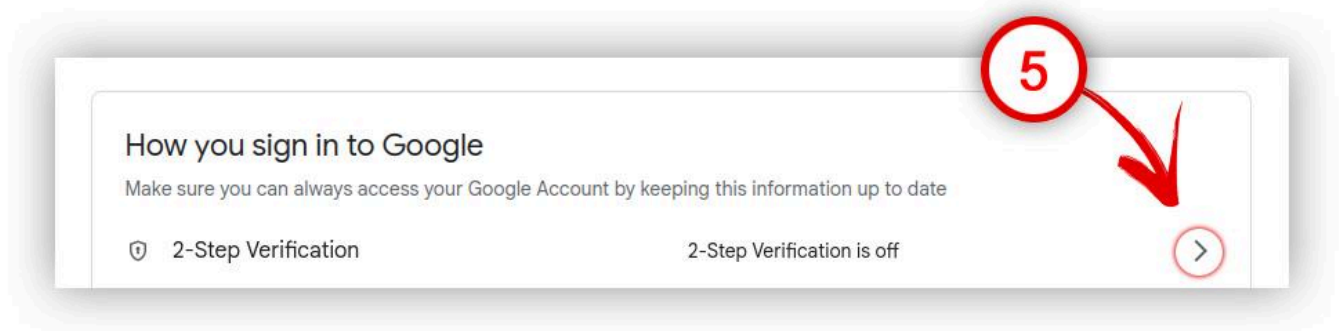 5
How you sign in to Google
Make sure you can always access your Google Account by keeping this information up to date
2-Step Verification 2-Step Verification is off